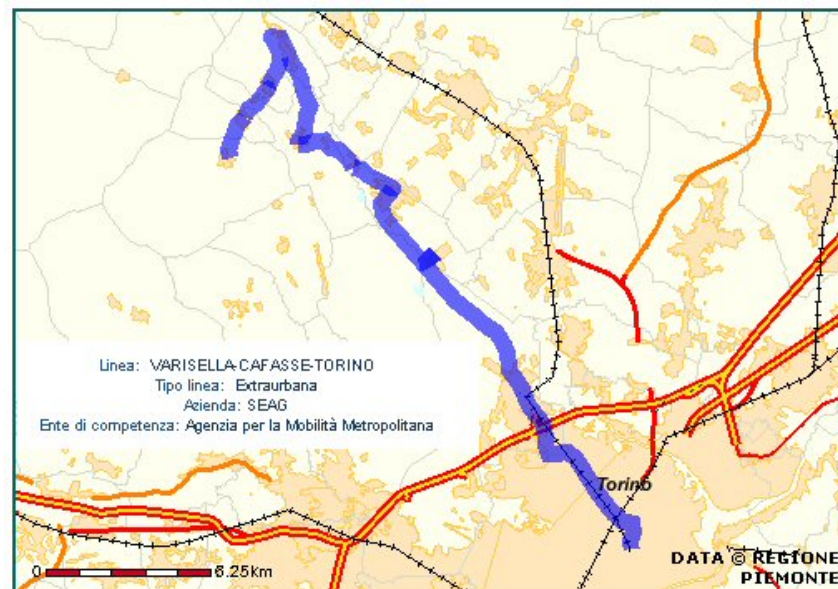 Linea: VARISELLA-CAFASSE-TORINO
Tipo linea: Extraurbana
Azienda: SEAG
Ente di competenza: Agenzia per la Mobilità Metropolitana
Torino
0 6.25km
DATA © REGIONE
PIEMONTE